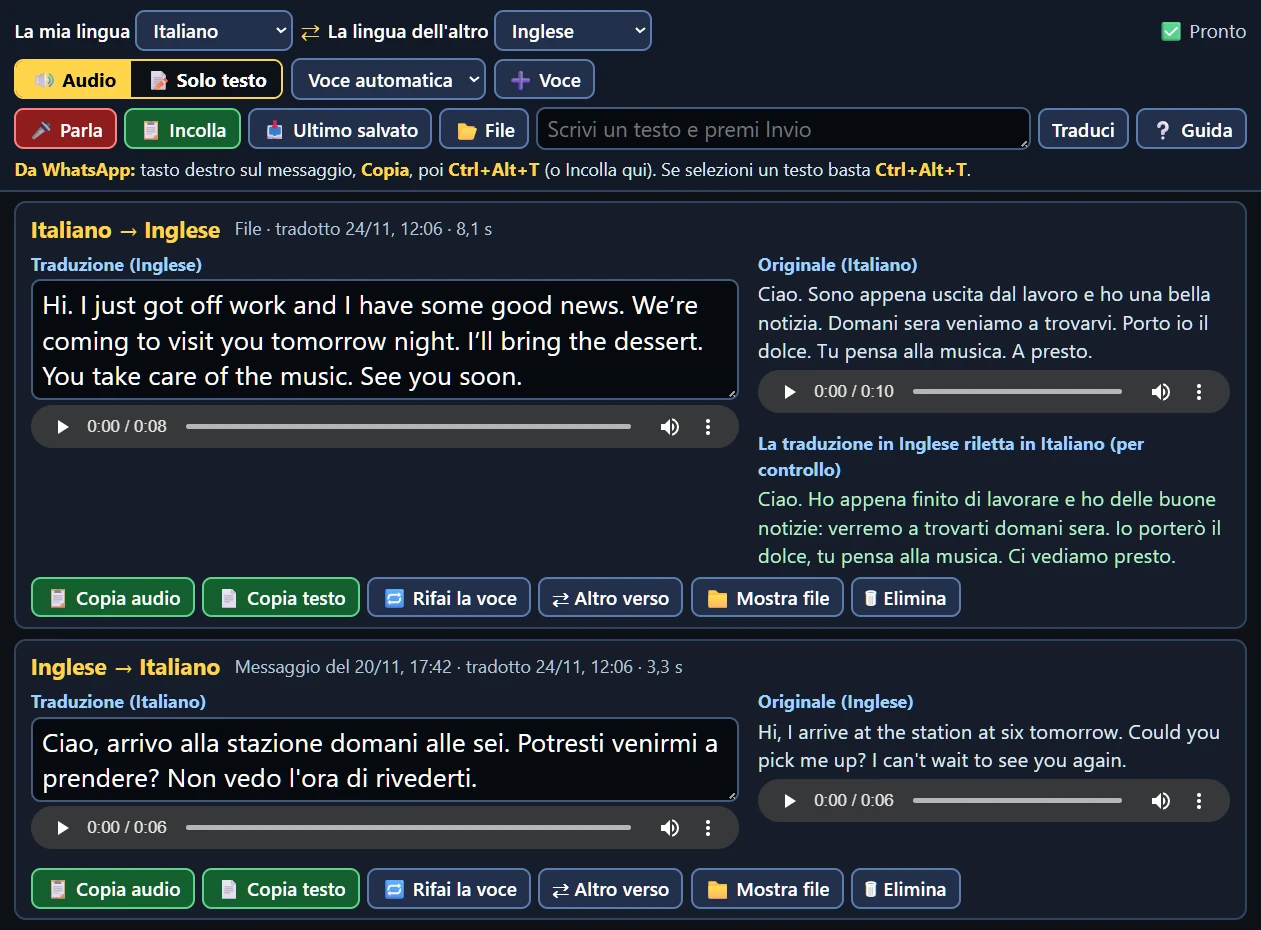 La mia lingua Italiano ⇄ La lingua dell'altro Inglese ✅ Pronto
Audio Solo testo Voce automatica ➕ Voce
Parla Incolla Ultimo salvato File Scrivi un testo e premi Invio Traduci ? Guida
Da WhatsApp: tasto destro sul messaggio, Copia, poi Ctrl+Alt+T (o Incolla qui). Se selezioni un testo basta Ctrl+Alt+T.
Italiano → Inglese File · tradotto 24/11, 12:06 · 8,1 s
Traduzione (Inglese)
Hi. I just got off work and I have some good news. We’re
coming to visit you tomorrow night. I’ll bring the dessert.
You take care of the music. See you soon.
0:00 / 0:08
Originale (Italiano)
Ciao. Sono appena uscita dal lavoro e ho una bella
notizia. Domani sera veniamo a trovarvi. Porto io il
dolce. Tu pensa alla musica. A presto.
0:00 / 0:10
La traduzione in Inglese riletta in Italiano (per
controllo)
Ciao. Ho appena finito di lavorare e ho delle buone
notizie: verremo a trovarti domani sera. Io porterò il
dolce, tu pensa alla musica. Ci vediamo presto.
Copia audio Copia testo Rifai la voce ⇄ Altro verso Mostra file Elimina
Inglese → Italiano Messaggio del 20/11, 17:42 · tradotto 24/11, 12:06 · 3,3 s
Traduzione (Italiano)
Ciao, arrivo alla stazione domani alle sei. Potresti venirmi a
prendere? Non vedo l'ora di rivederti.
0:00 / 0:06
Originale (Inglese)
Hi, I arrive at the station at six tomorrow. Could you
pick me up? I can't wait to see you again.
0:00 / 0:06
Copia audio Copia testo Rifai la voce ⇄ Altro verso Mostra file Elimina